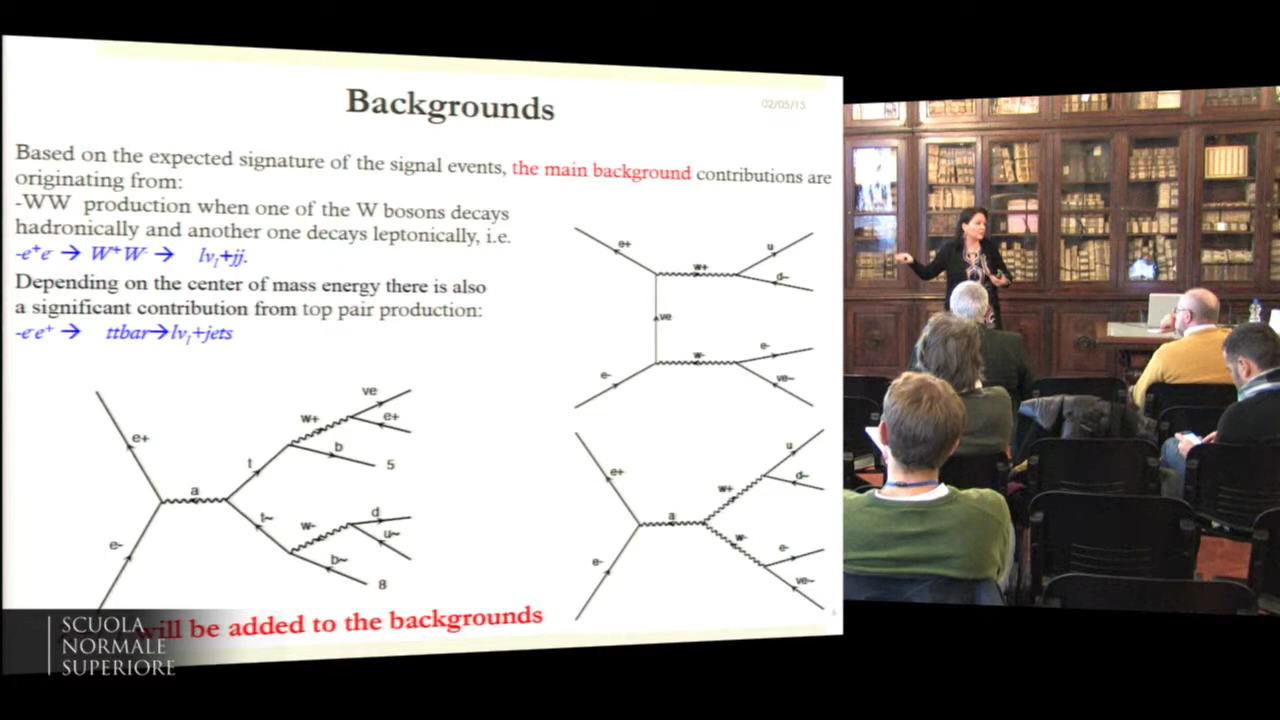 Backgrounds
02/05/15
Based on the expected signature of the signal events, the main background contributions are
originating from:
-WW production when one of the W bosons decays
hadronically and another one decays leptonically, i.e.
-e⁺e⁻ → W⁺W⁻ → lνₗ+jj.
Depending on the center of mass energy there is also
a significant contribution from top pair production:
-e⁻e⁺ → ttbar→lνₗ+jets
e+
w+
u
d~
ve
e-
w-
e-
ve~
e+
e-
a
t
w+
ve
e+
b
5
t~
w-
d
u~
b~
8
e+
e-
a
w+
u
d~
w-
e-
ve~
will be added to the backgrounds
SCUOLA
NORMALE
SUPERIORE